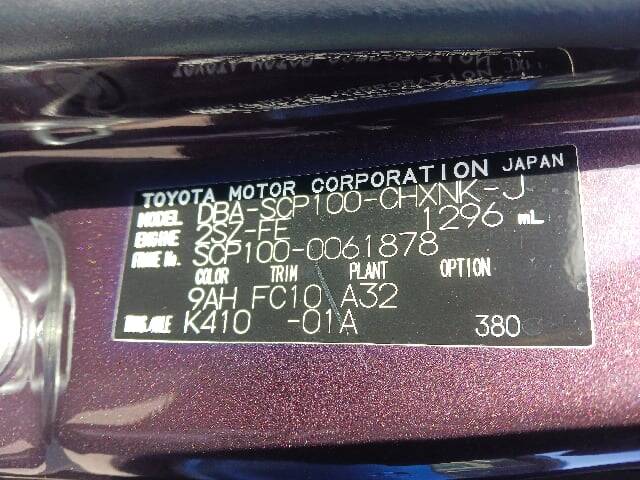 TOYOTA MOTOR CORPORATION JAPAN
MODEL DBA-SCP100-CHXNK-J
ENGINE 2SZ-FE 1296 mL
FRAME No. SCP100-0061878
COLOR TRIM PLANT OPTION
9AH FC10 A32
TRANS./AXLE K410 -01A 380